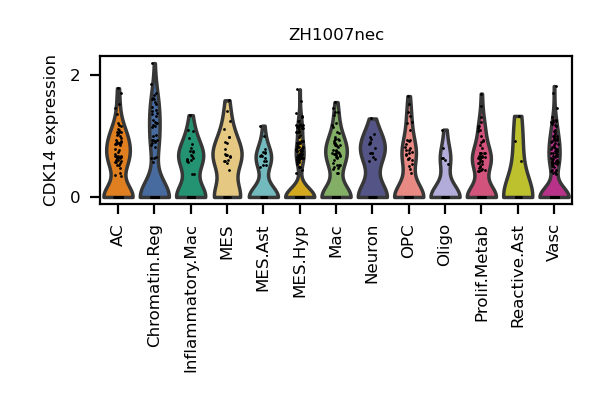 ZH1007nec
CDK14 expression
2
0
AC
Chromatin.Reg
Inflammatory.Mac
MES
MES.Ast
MES.Hyp
Mac
Neuron
OPC
Oligo
Prolif.Metab
Reactive.Ast
Vasc